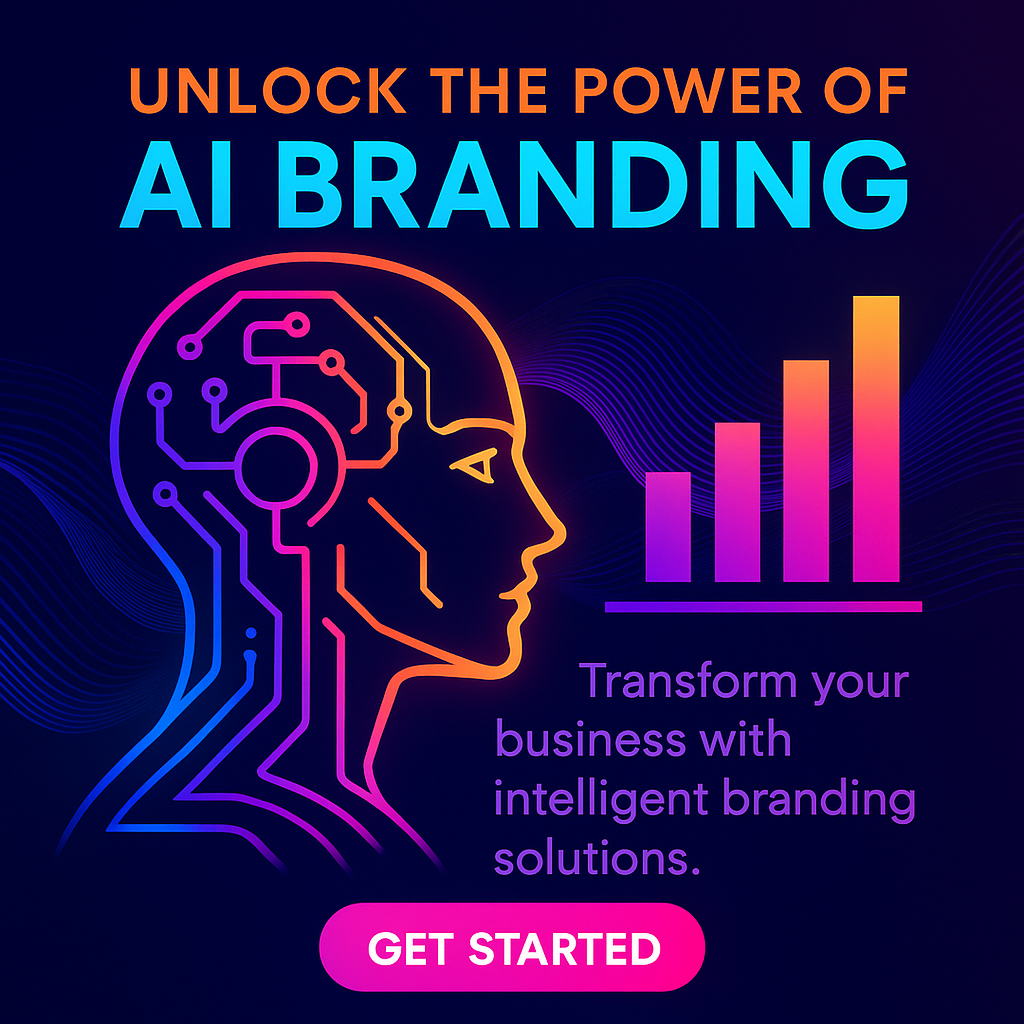 UNLOCK THE POWER OF
AI BRANDING
Transform your
business with
intelligent branding
solutions.
GET STARTED